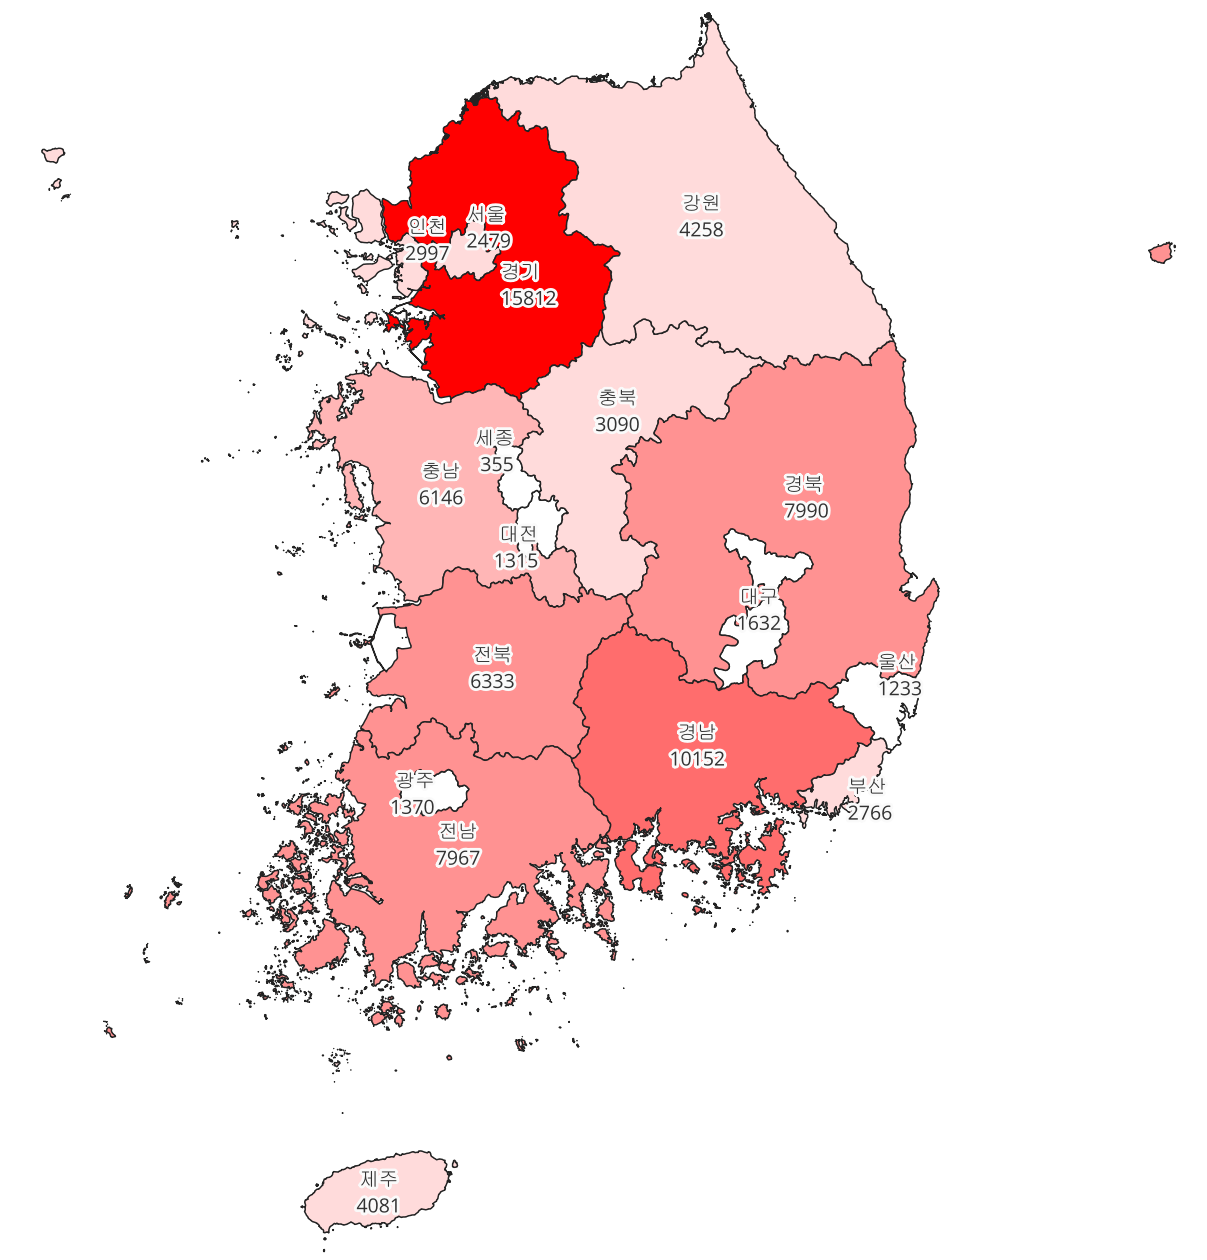 강원
4258
서울
2479
인천
2997
경기
15812
충북
3090
세종
355
충남
6146
경북
7990
대전
1315
대구
1632
전북
6333
울산
1233
경남
10152
광주
1370
부산
2766
전남
7967
제주
4081